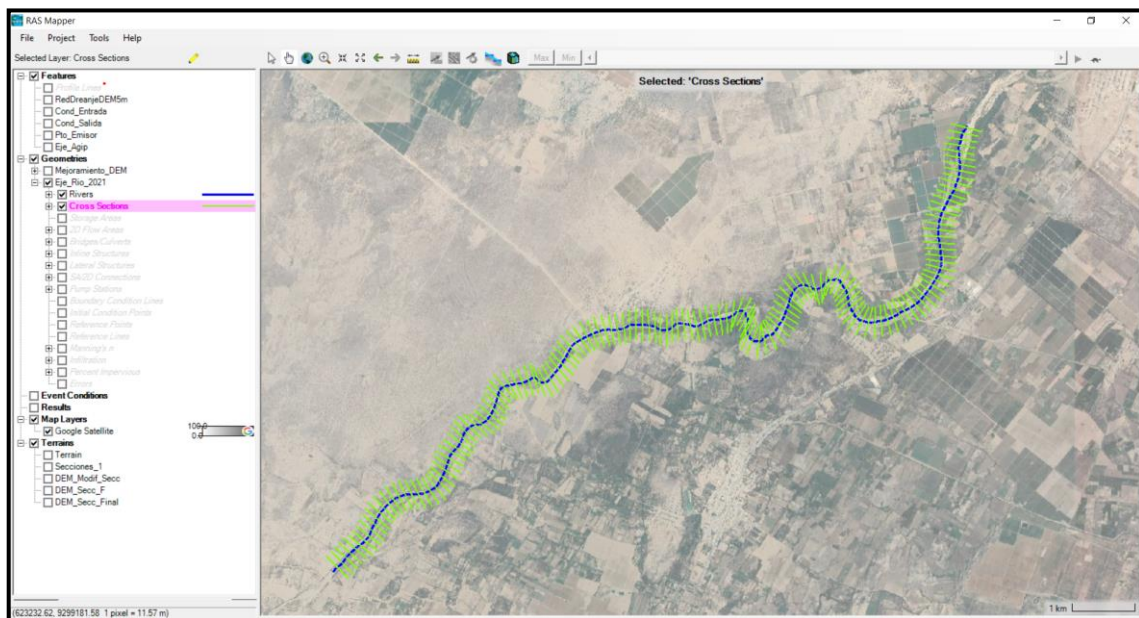 RAS Mapper
File Project Tools Help
Selected Layer: Cross Sections
Max Min
Selected: 'Cross Sections'
Features
Profile Lines
RedDreanjeDEM5m
Cond_Entrada
Cond_Salida
Pto_Emisor
Eje_Agip
Geometries
Mejoramiento_DEM
Eje_Rio_2021
Rivers
Cross Sections
Storage Areas
2D Flow Areas
Bridges/Culverts
Inline Structures
Lateral Structures
SA/2D Connections
Pump Stations
Boundary Condition Lines
Initial Condition Points
Reference Points
Reference Lines
Manning's n
Infiltration
Percent Impervious
Errors
Event Conditions
Results
Map Layers
Google Satellite
100.0
0.0
Terrains
Terrain
Secciones_1
DEM_Modif_Secc
DEM_Secc_F
DEM_Secc_Final
(623232.62, 9299181.58 1 pixel = 11.57 m)
1 km